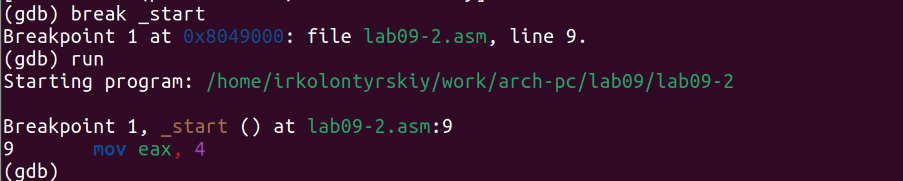 (gdb) break _start
Breakpoint 1 at 0x8049000: file lab09-2.asm, line 9.
(gdb) run
Starting program: /home/irkolontyrskiy/work/arch-pc/lab09/lab09-2
Breakpoint 1, _start () at lab09-2.asm:9
9 mov eax, 4
(gdb)